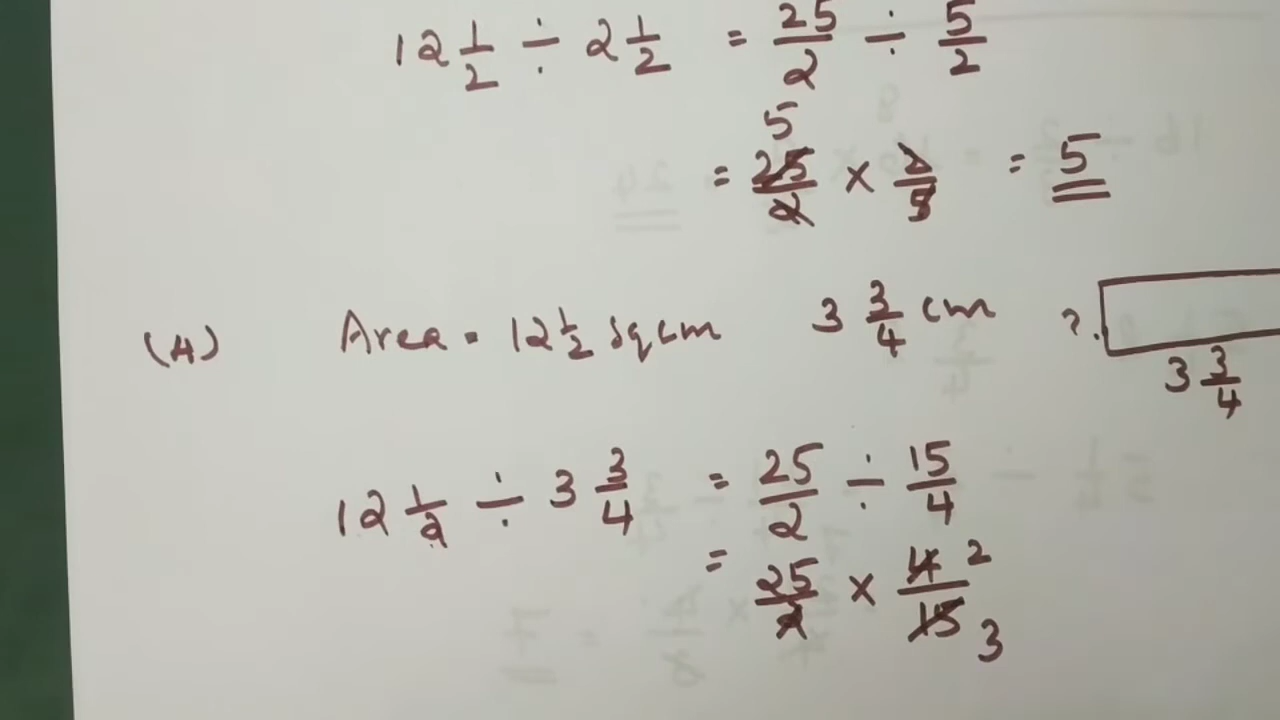 12 1/2 ÷ 2 1/2 = 25/2 ÷ 5/2
5
= 25/2 × 2/5 = 5
(4) Area = 12 1/2 sq cm 3 3/4 cm ?
3 3/4
12 1/2 ÷ 3 3/4 = 25/2 ÷ 15/4
= 25/2 × 4/15 2
3